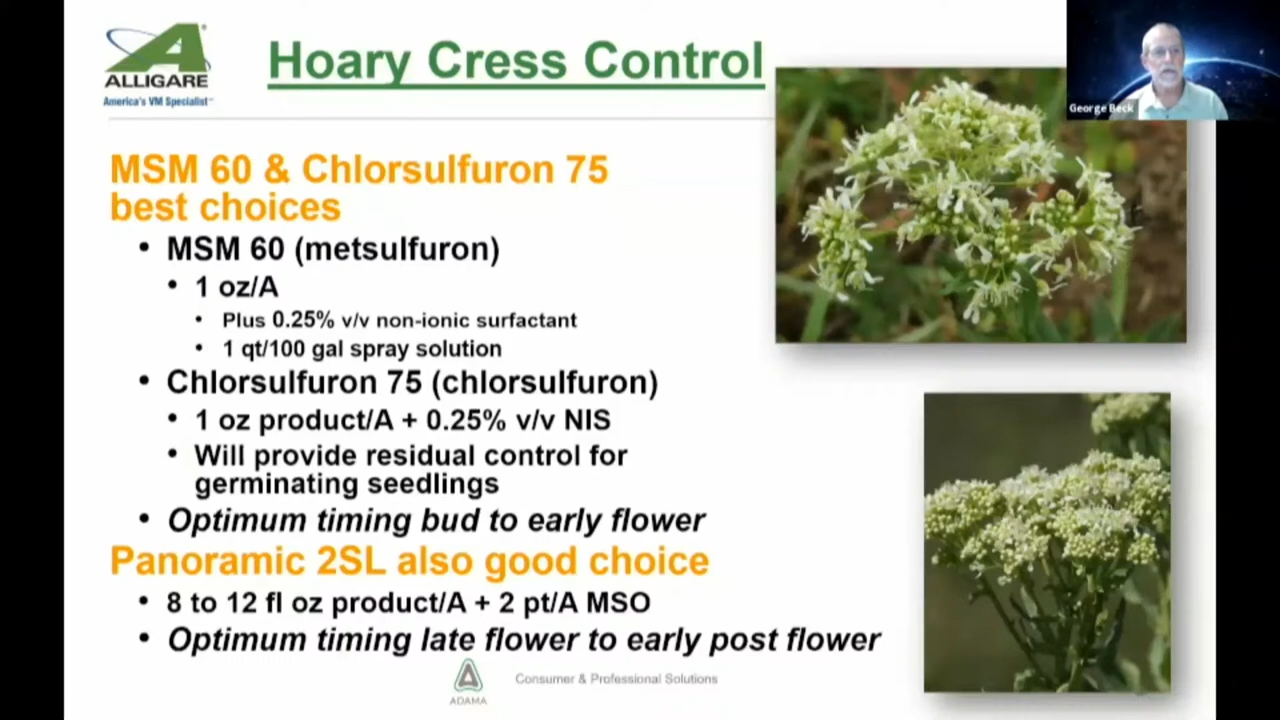 ALLIGARE
America's VM Specialist
Hoary Cress Control
George Beck
MSM 60 & Chlorsulfuron 75
best choices
• MSM 60 (metsulfuron)
• 1 oz/A
• Plus 0.25% v/v non-ionic surfactant
• 1 qt/100 gal spray solution
• Chlorsulfuron 75 (chlorsulfuron)
• 1 oz product/A + 0.25% v/v NIS
• Will provide residual control for
germinating seedlings
• Optimum timing bud to early flower
Panoramic 2SL also good choice
• 8 to 12 fl oz product/A + 2 pt/A MSO
• Optimum timing late flower to early post flower
ADAMA
Consumer & Professional Solutions